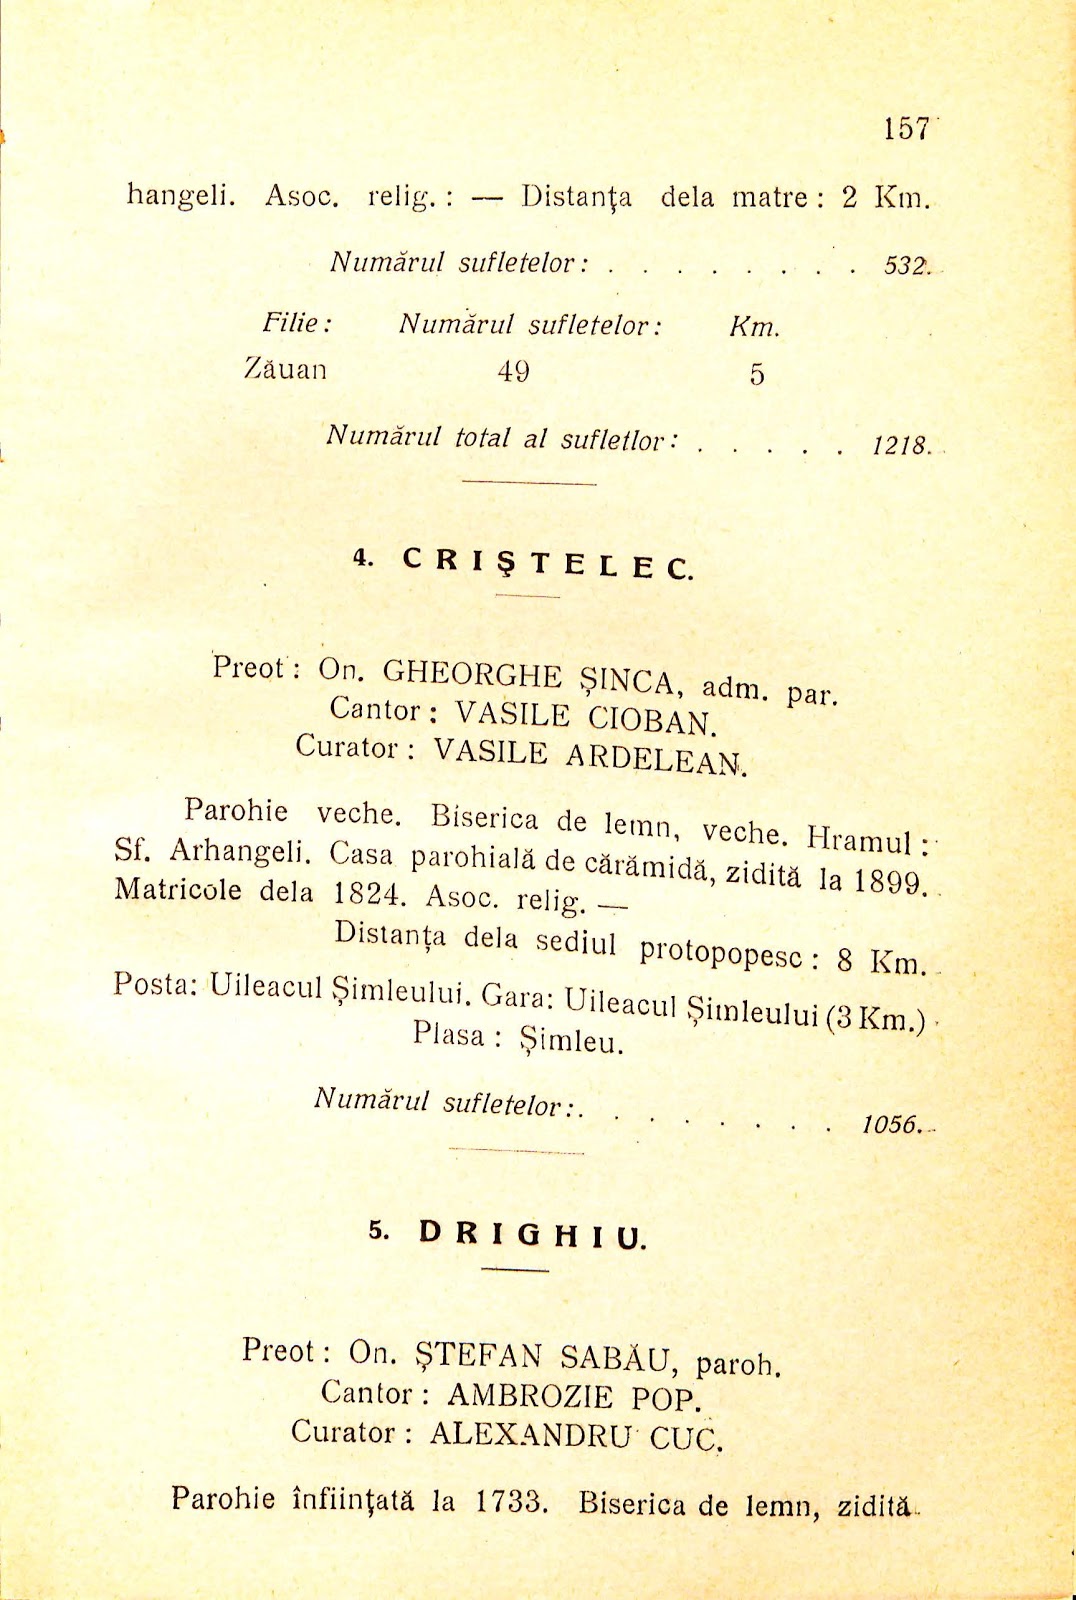 157
hangeli. Asoc. relig. : — Distanţa dela matre : 2 Km.
Numărul sufletelor : . . . . . . . . 532.
Filie : Numărul sufletelor : Km.
Zăuan 49 5
Numărul total al sufletlor : . . . . . 1218.
4. CRIŞTELEC.
Preot : On. GHEORGHE ŞINCA, adm. par.
Cantor : VASILE CIOBAN.
Curator : VASILE ARDELEAN.
Parohie veche. Biserica de lemn, veche. Hramul :
Sf. Arhangeli. Casa parohială de cărămidă, zidită la 1899.
Matricole dela 1824. Asoc. relig. —
Distanţa dela sediul protopopesc : 8 Km.
Posta: Uileacul Şimleului. Gara: Uileacul Şimleului (3 Km.)
Plasa : Şimleu.
Numărul sufletelor :. . . . . . . . 1056.
5. DRIGHIU.
Preot : On. ŞTEFAN SABĂU, paroh.
Cantor : AMBROZIE POP.
Curator : ALEXANDRU CUC.
Parohie înfiinţată la 1733. Biserica de lemn, zidită